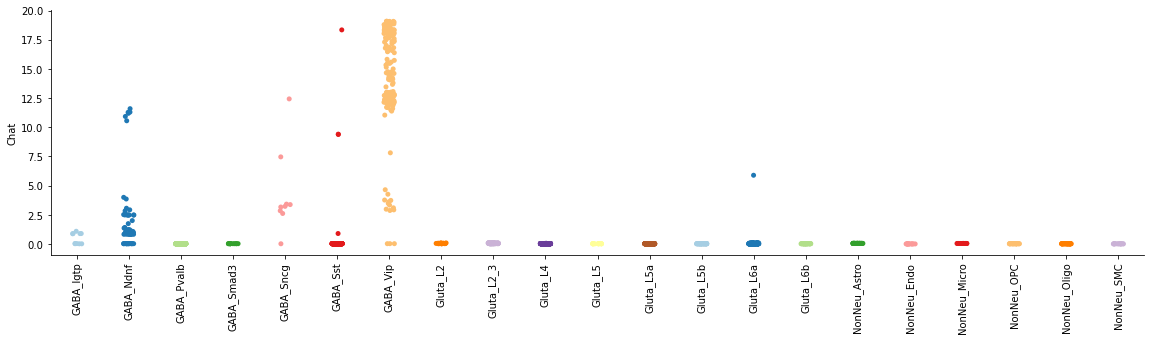 20.0
17.5
15.0
12.5
10.0
7.5
5.0
2.5
0.0
Chat
GABA_Igtp
GABA_Ndnf
GABA_Pvalb
GABA_Smad3
GABA_Sncg
GABA_Sst
GABA_Vip
Gluta_L2
Gluta_L2_3
Gluta_L4
Gluta_L5
Gluta_L5a
Gluta_L5b
Gluta_L6a
Gluta_L6b
NonNeu_Astro
NonNeu_Endo
NonNeu_Micro
NonNeu_OPC
NonNeu_Oligo
NonNeu_SMC